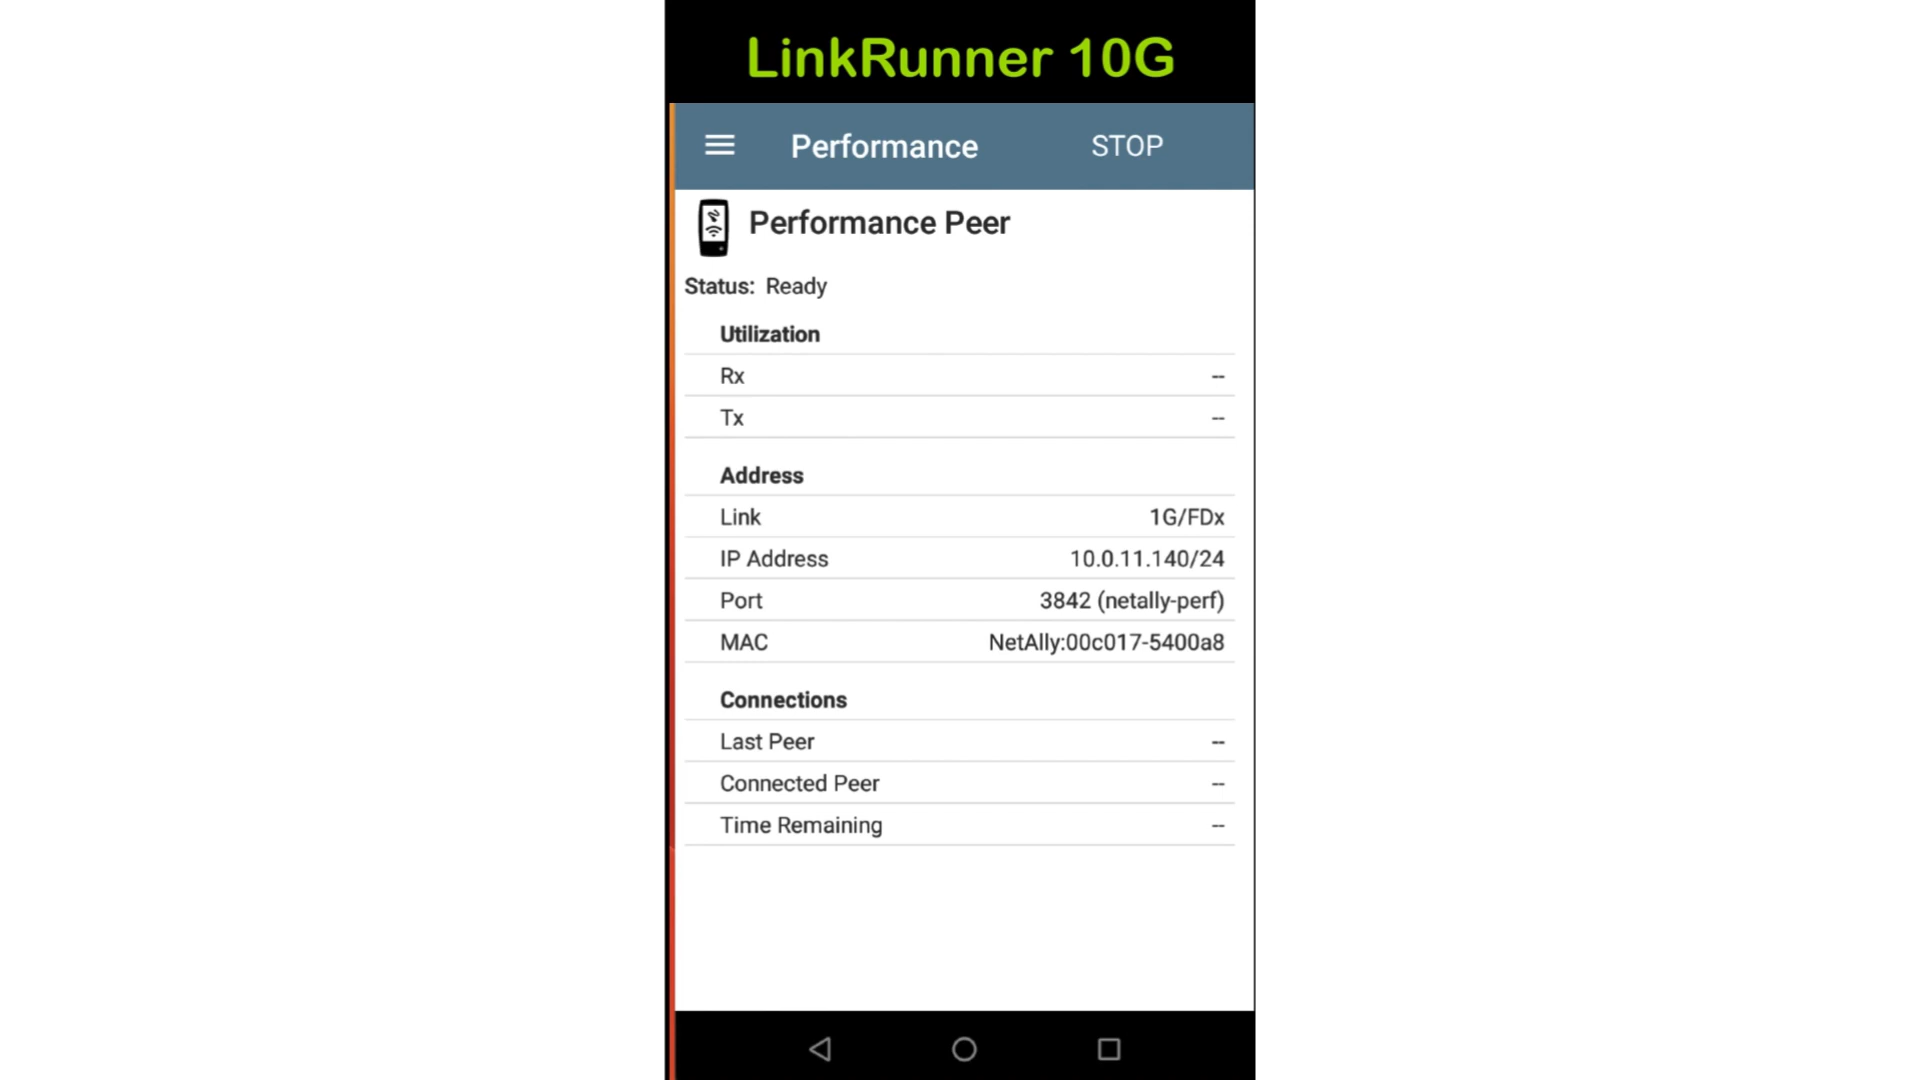 LinkRunner 10G
Performance STOP
Performance Peer
Status: Ready
Utilization
Rx --
Tx --
Address
Link 1G/FDx
IP Address 10.0.11.140/24
Port 3842 (netally-perf)
MAC NetAlly:00c017-5400a8
Connections
Last Peer --
Connected Peer --
Time Remaining --